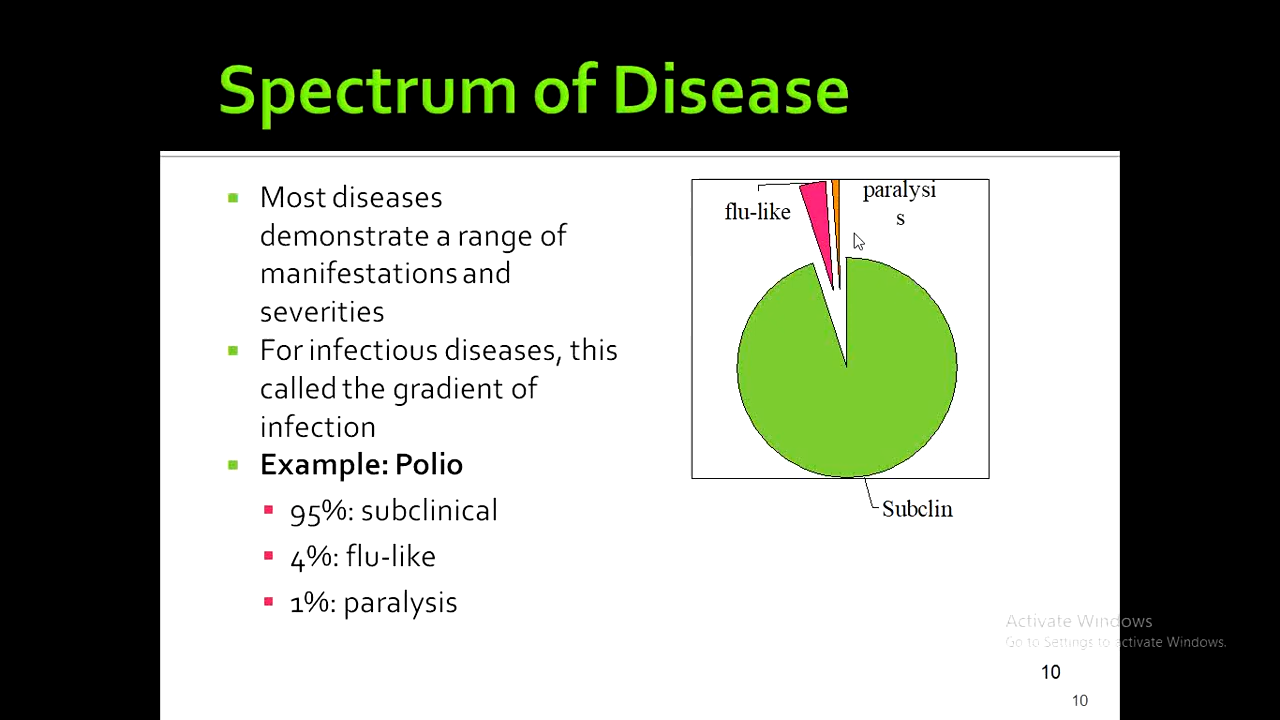 Spectrum of Disease
Most diseases
demonstrate a range of
manifestations and
severities
For infectious diseases, this
called the gradient of
infection
Example: Polio
95%: subclinical
4%: flu-like
1%: paralysis
flu-like
paralysi
s
Subclin
Activate Windows
Go to Settings to activate Windows.
10
10